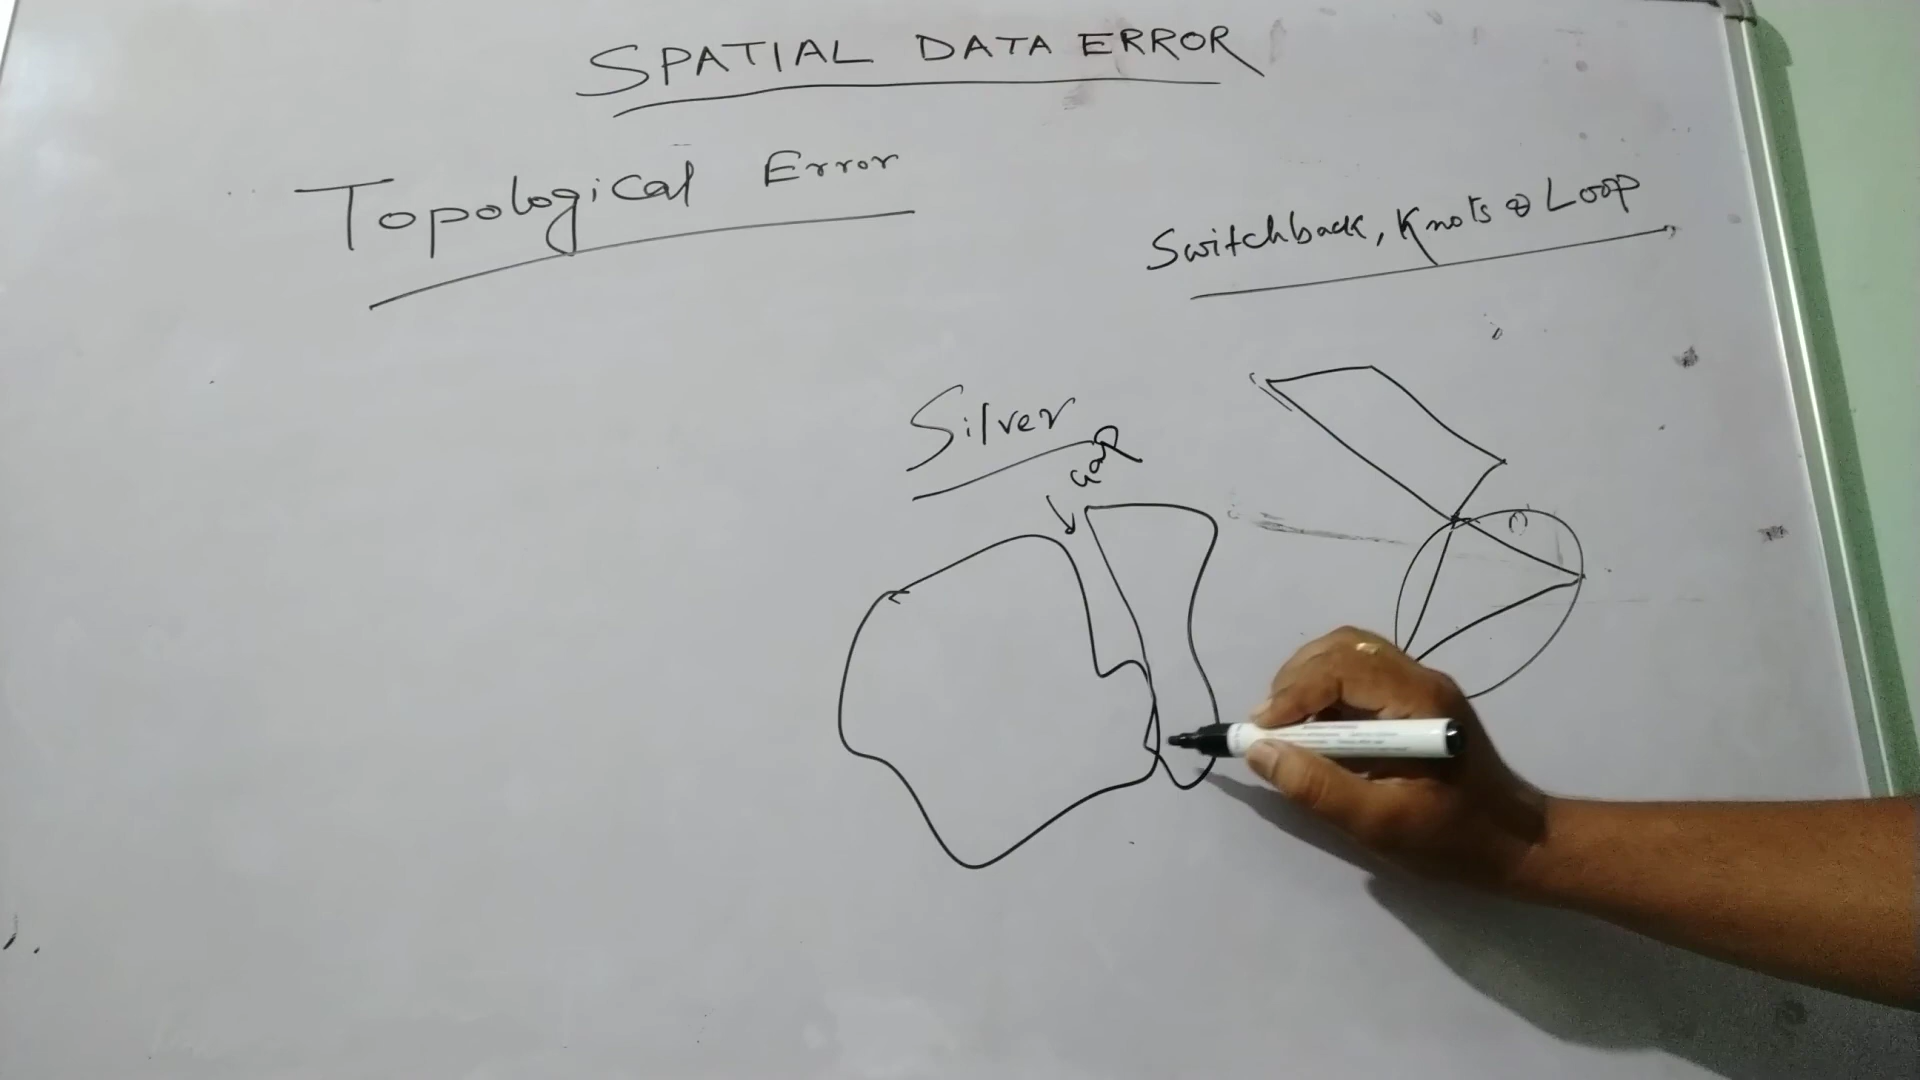 SPATIAL DATA ERROR
Topological Error
Switchback, Knots & Loop
Silver
Gap